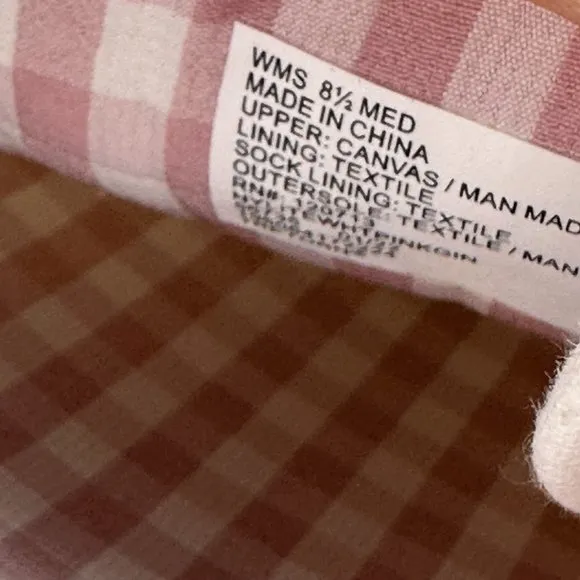 WMS 8½ MED
MADE IN CHINA
UPPER: CANVAS / MAN MAD
LINING: TEXTILE
SOCK LINING: TEXTILE
OUTERSOLE: TEXTILE / MAN
RN#: